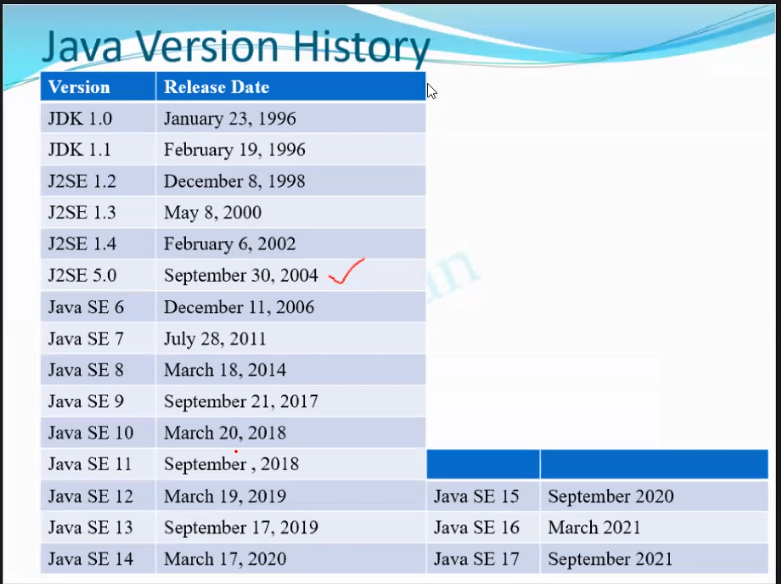 Java Version History
Version Release Date
JDK 1.0 January 23, 1996
JDK 1.1 February 19, 1996
J2SE 1.2 December 8, 1998
J2SE 1.3 May 8, 2000
J2SE 1.4 February 6, 2002
J2SE 5.0 September 30, 2004
Java SE 6 December 11, 2006
Java SE 7 July 28, 2011
Java SE 8 March 18, 2014
Java SE 9 September 21, 2017
Java SE 10 March 20, 2018
Java SE 11 September , 2018
Java SE 12 March 19, 2019 Java SE 15 September 2020
Java SE 13 September 17, 2019 Java SE 16 March 2021
Java SE 14 March 17, 2020 Java SE 17 September 2021